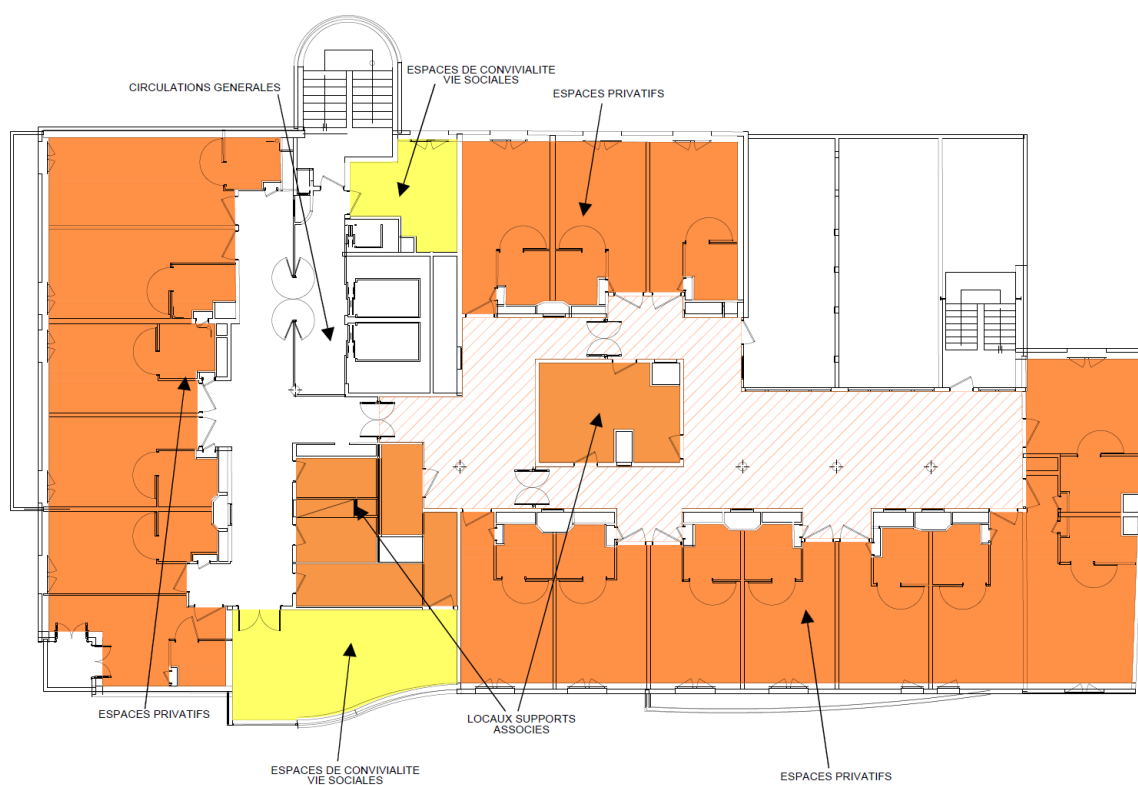 ESPACES DE CONVIVIALITE
VIE SOCIALES
CIRCULATIONS GENERALES
ESPACES PRIVATIFS
ESPACES PRIVATIFS
LOCAUX SUPPORTS
ASSOCIES
ESPACES DE CONVIVIALITE
VIE SOCIALES
ESPACES PRIVATIFS